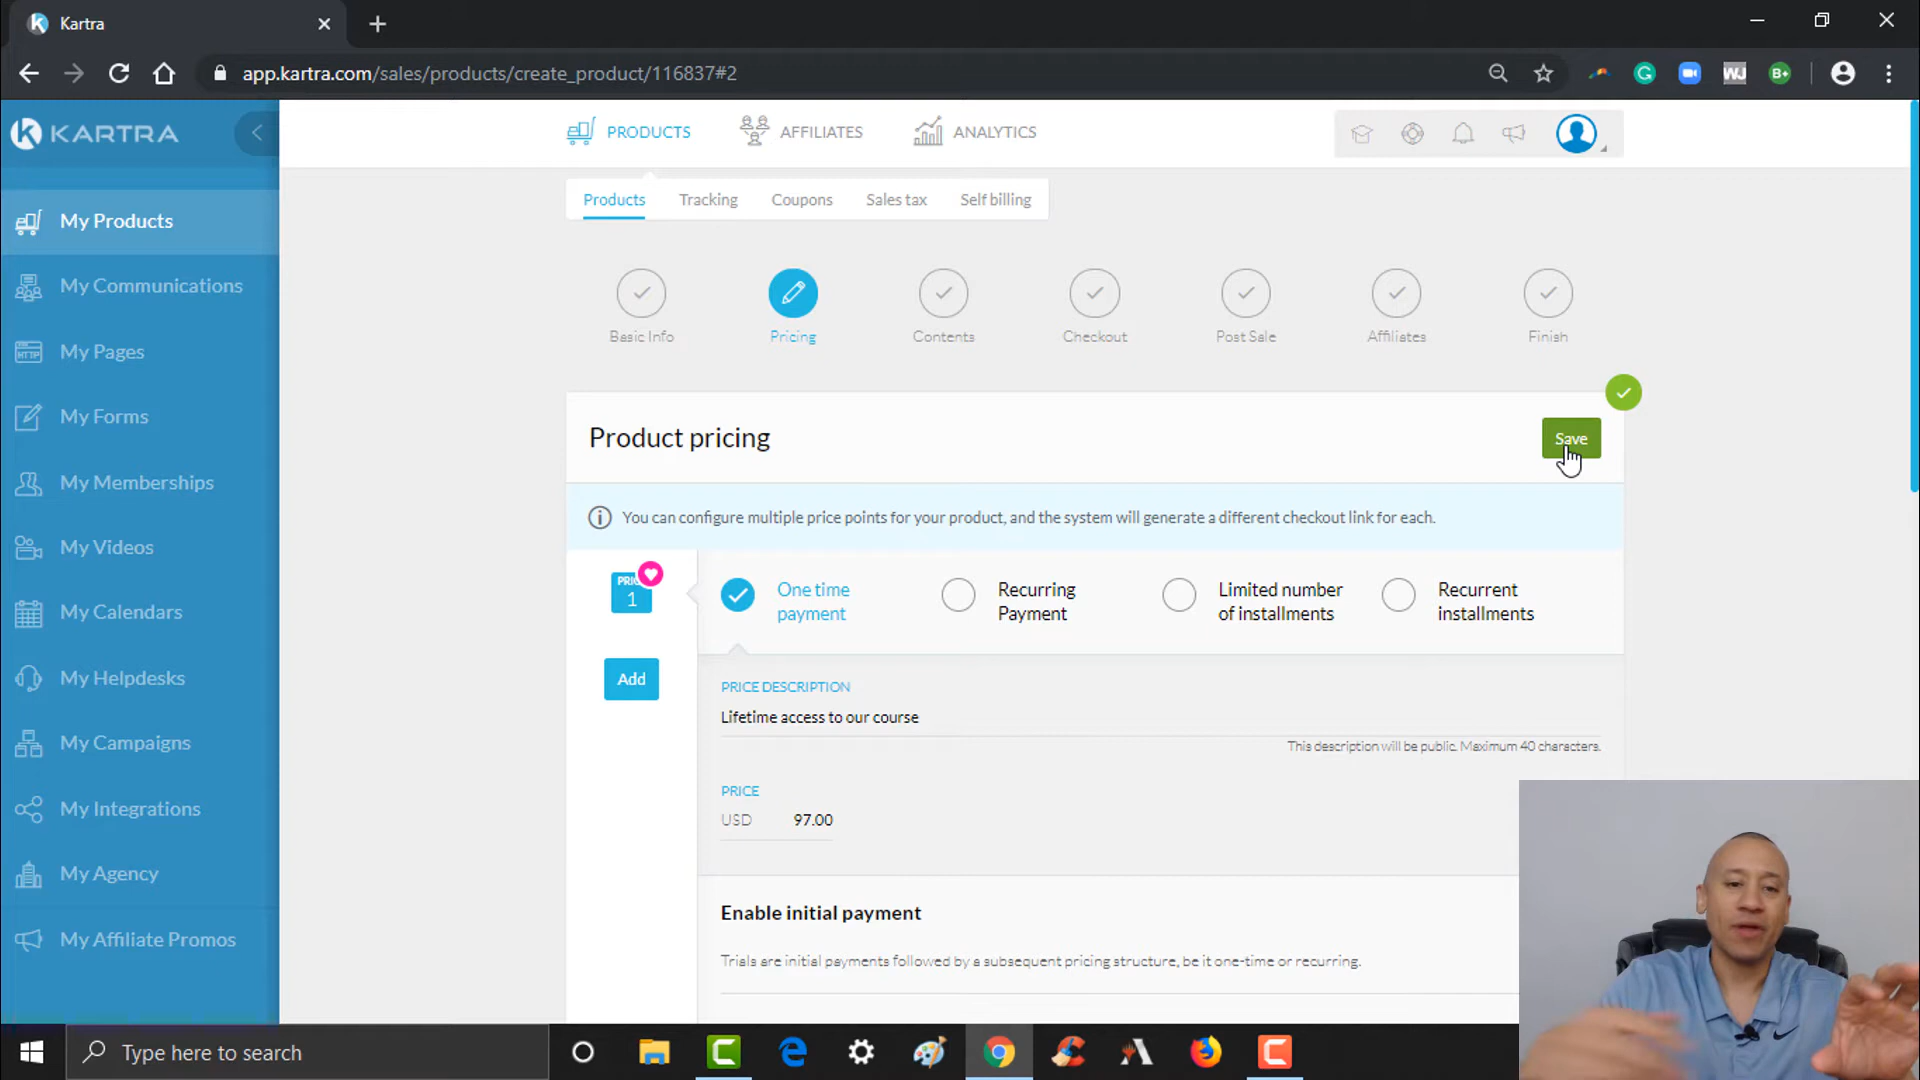 Kartra
app.kartra.com/sales/products/create_product/116837#2
KARTRA
PRODUCTS
AFFILIATES
ANALYTICS
Products
Tracking
Coupons
Sales tax
Self billing
My Products
My Communications
My Pages
My Forms
My Memberships
My Videos
My Calendars
My Helpdesks
My Campaigns
My Integrations
My Agency
My Affiliate Promos
Basic Info
Pricing
Contents
Checkout
Post Sale
Affiliates
Finish
Product pricing
Save
You can configure multiple price points for your product, and the system will generate a different checkout link for each.
1
Add
One time
payment
Recurring
Payment
Limited number
of installments
Recurrent
installments
PRICE DESCRIPTION
Lifetime access to our course
This description will be public. Maximum 40 characters.
PRICE
USD 97.00
Enable initial payment
Trials are initial payments followed by a subsequent pricing structure, be it one-time or recurring.
Type here to search